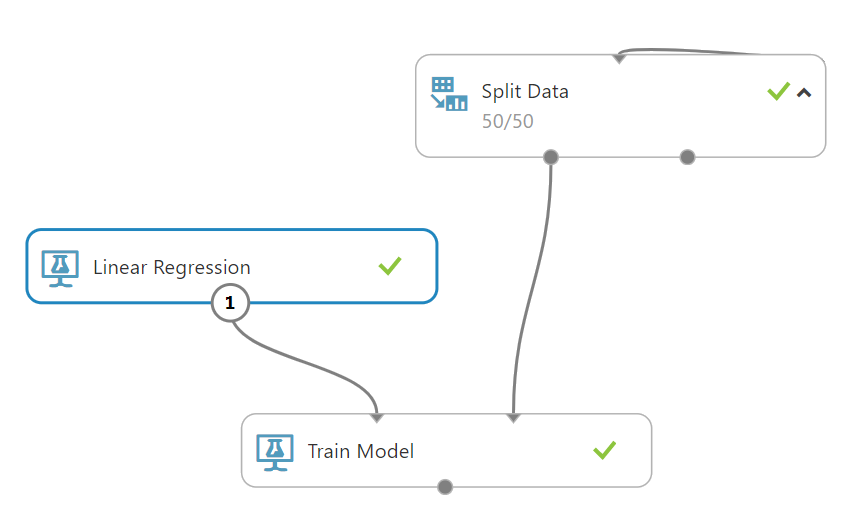 Split Data
50/50
Linear Regression
1
Train Model